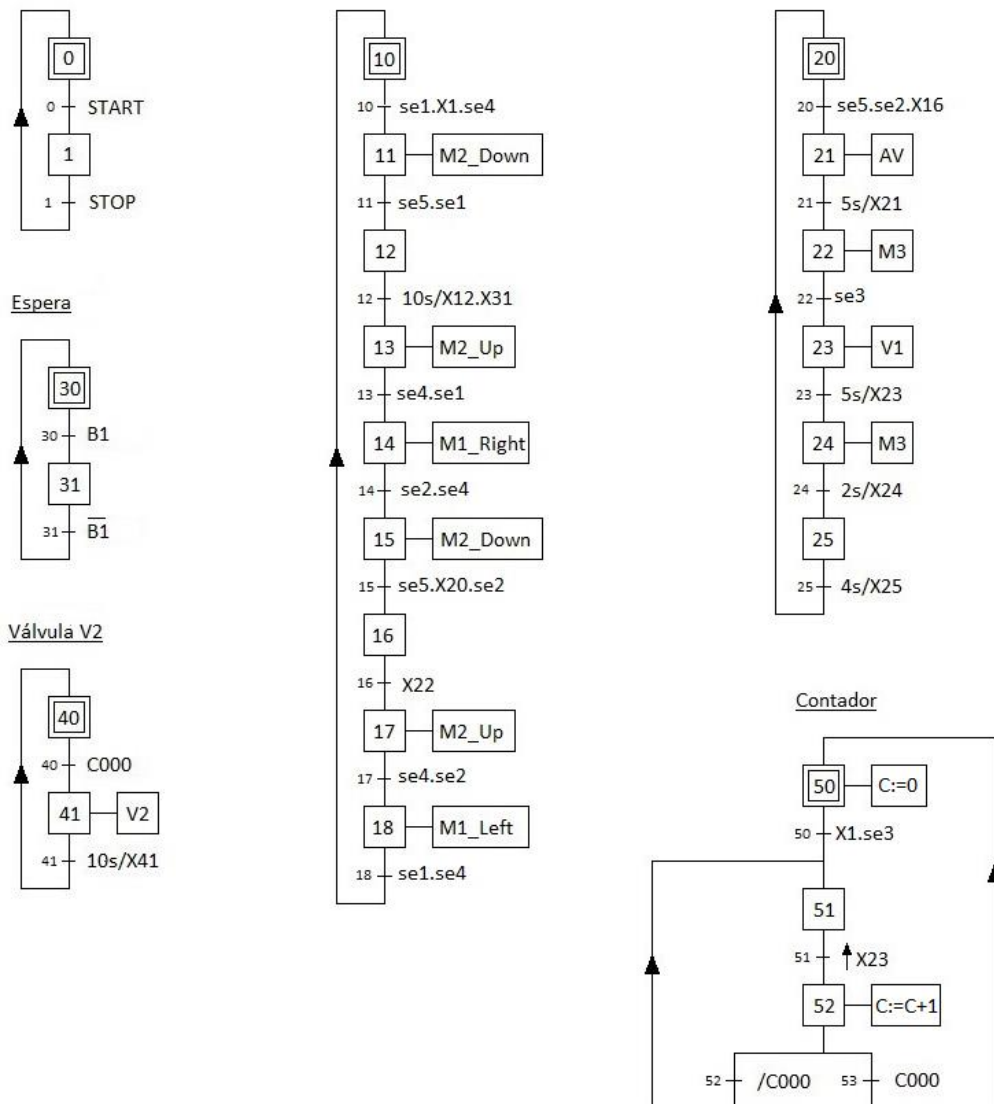 0
0 START
1
1 STOP
Espera
30
30 B1
31
31 B1
Válvula V2
40
40 C000
41 V2
41 10s/X41
10
10 se1.X1.se4
11 M2_Down
11 se5.se1
12
12 10s/X12.X31
13 M2_Up
13 se4.se1
14 M1_Right
14 se2.se4
15 M2_Down
15 se5.X20.se2
16
16 X22
17 M2_Up
17 se4.se2
18 M1_Left
18 se1.se4
20
20 se5.se2.X16
21 AV
21 5s/X21
22 M3
22 se3
23 V1
23 5s/X23
24 M3
24 2s/X24
25
25 4s/X25
Contador
50 C:=0
50 X1.se3
51
51 X23
52 C:=C+1
52 /C000 53 C000